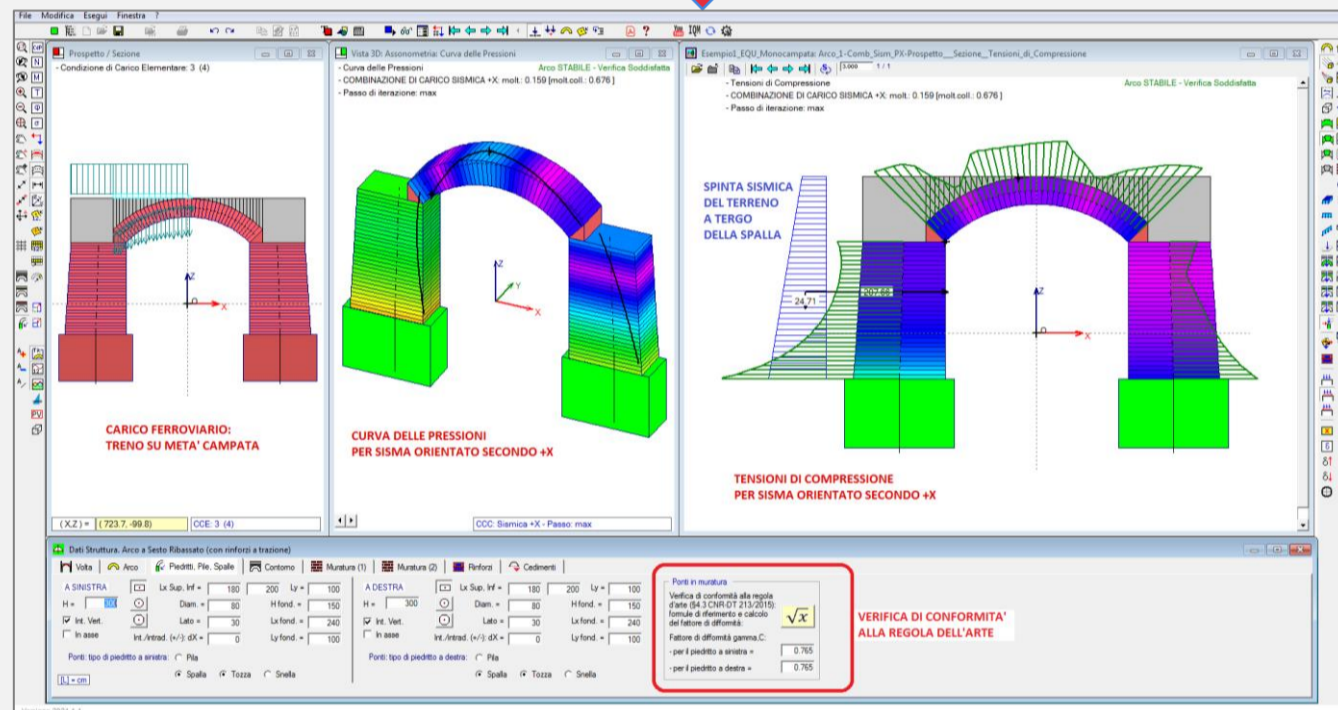 File Modifica Esegui Finestra ?
Prospetto / Sezione
- Condizione di Carico Elementare: 3 (4)
Z
O
X
CARICO FERROVIARIO:
TRENO SU META' CAMPATA
(X,Z) = (723.7,-99.8) CCE: 3 (4)
Vista 3D: Assonometria: Curva delle Pressioni
- Curva delle Pressioni Arco STABILE - Verifica Soddisfatta
- COMBINAZIONE DI CARICO SISMICA +X: molt.: 0.159 [molt.coll.: 0.676 ]
- Passo di iterazione: max
Z
Y
X
CURVA DELLE PRESSIONI
PER SISMA ORIENTATO SECONDO +X
CCC: Sismica +X - Passo: max
Esempio1_EQU_Monocampata: Arco_1-Comb_Sism_PX-Prospetto__Sezione_Tensioni_di_Compressione
3.000 1 / 1
- Tensioni di Compressione Arco STABILE - Verifica Soddisfatta
- COMBINAZIONE DI CARICO SISMICA +X: molt.: 0.159 [molt.coll.: 0.676 ]
- Passo di iterazione: max
SPINTA SISMICA
DEL TERRENO
A TERGO
DELLA SPALLA
24.71
Z
O
X
TENSIONI DI COMPRESSIONE
PER SISMA ORIENTATO SECONDO +X
Dati Struttura. Arco a Sesto Ribassato (con rinforzi a trazione)
Volta Arco Piedritti, Pile, Spalle Contorno Muratura (1) Muratura (2) Rinforzi Cedimenti
A SINISTRA Lx Sup, Inf = 180 200 Ly = 100
H = Diam. = 80 H fond. = 150
Int. Vert. Lato = 30 Lx fond. = 240
In asse Int./intrad. (+/-): dX = 0 Ly fond. = 100
Ponti: tipo di piedritto a sinistra: Pila
Spalla Tozza Snella
[L] = cm
A DESTRA Lx Sup, Inf = 180 200 Ly = 100
H = 300 Diam. = 80 H fond. = 150
Int. Vert. Lato = 30 Lx fond. = 240
In asse Int./intrad. (+/-): dX = 0 Ly fond. = 100
Ponti: tipo di piedritto a destra: Pila
Spalla Tozza Snella
Ponti in muratura
Verifica di conformità alla regola
d'arte (§4.3 CNR-DT 213/2015):
formule di riferimento e calcolo
del fattore di difformità:
√x
Fattore di difformità gamma,C:
- per il piedritto a sinistra = 0.765
- per il piedritto a destra = 0.765
VERIFICA DI CONFORMITA'
ALLA REGOLA DELL'ARTE